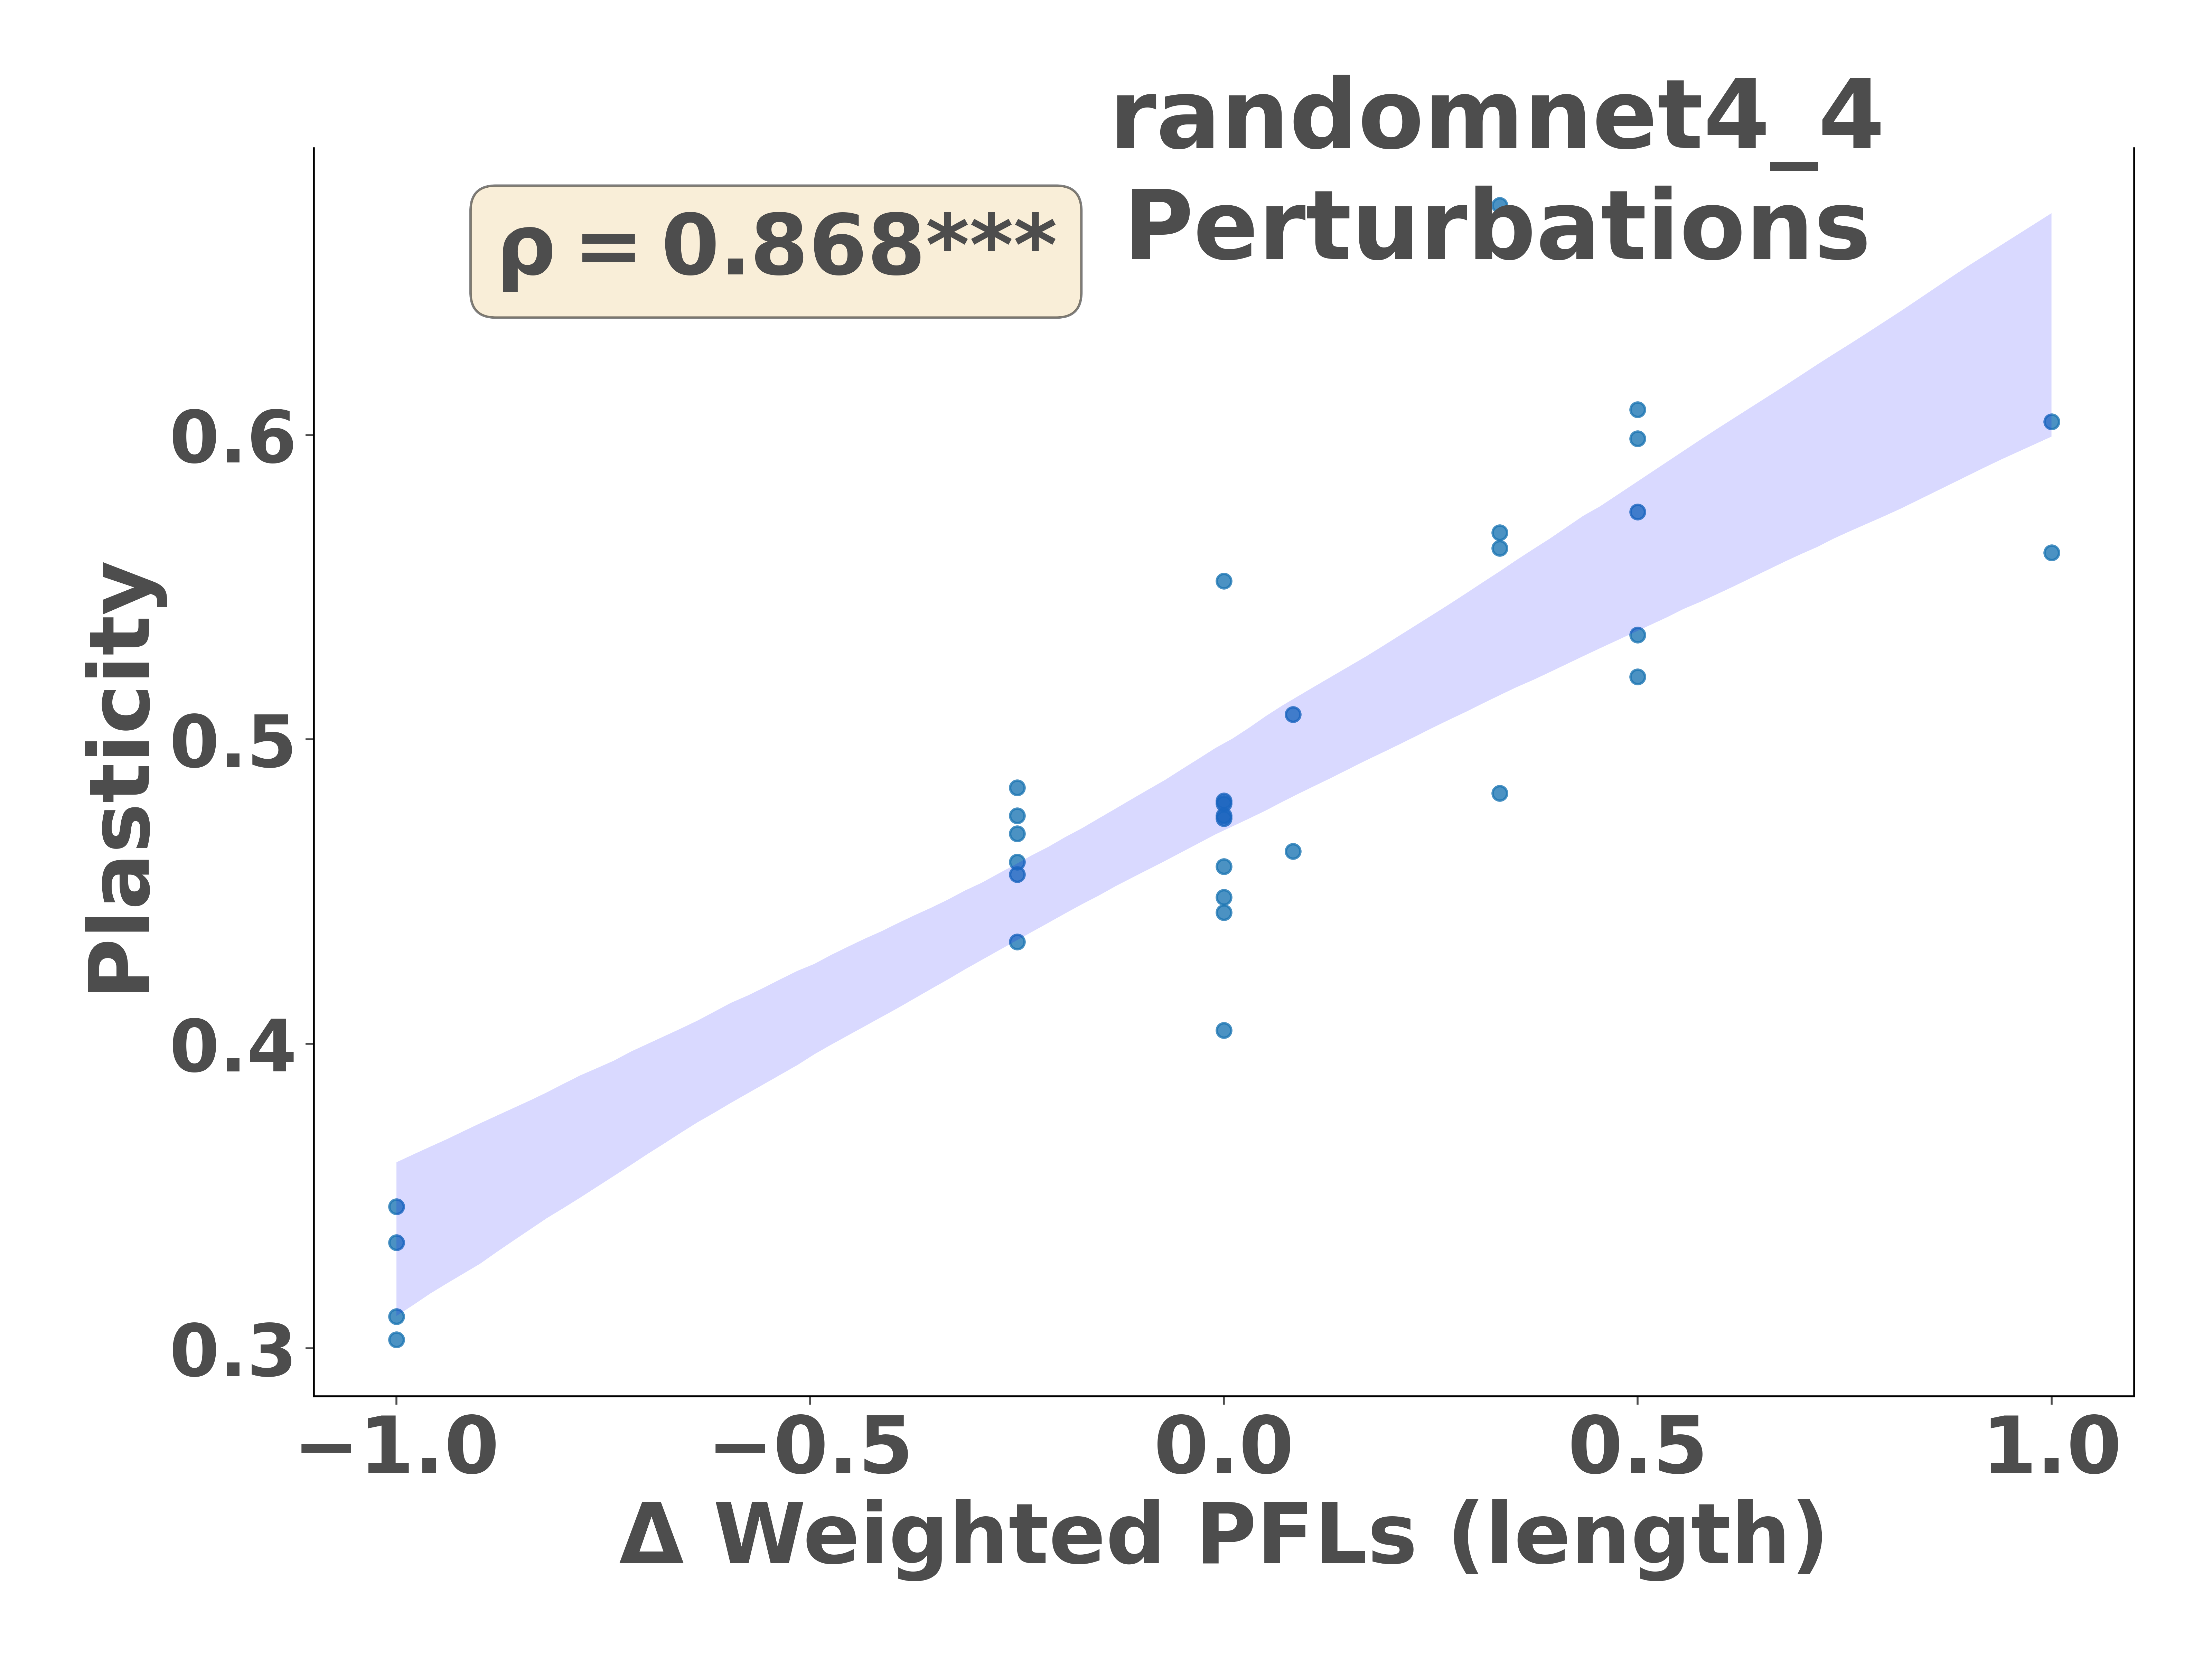 randomnet4_4
Perturbations
ρ = 0.868***
Plasticity
0.6
0.5
0.4
0.3
−1.0
−0.5
0.0
0.5
1.0
Δ Weighted PFLs (length)